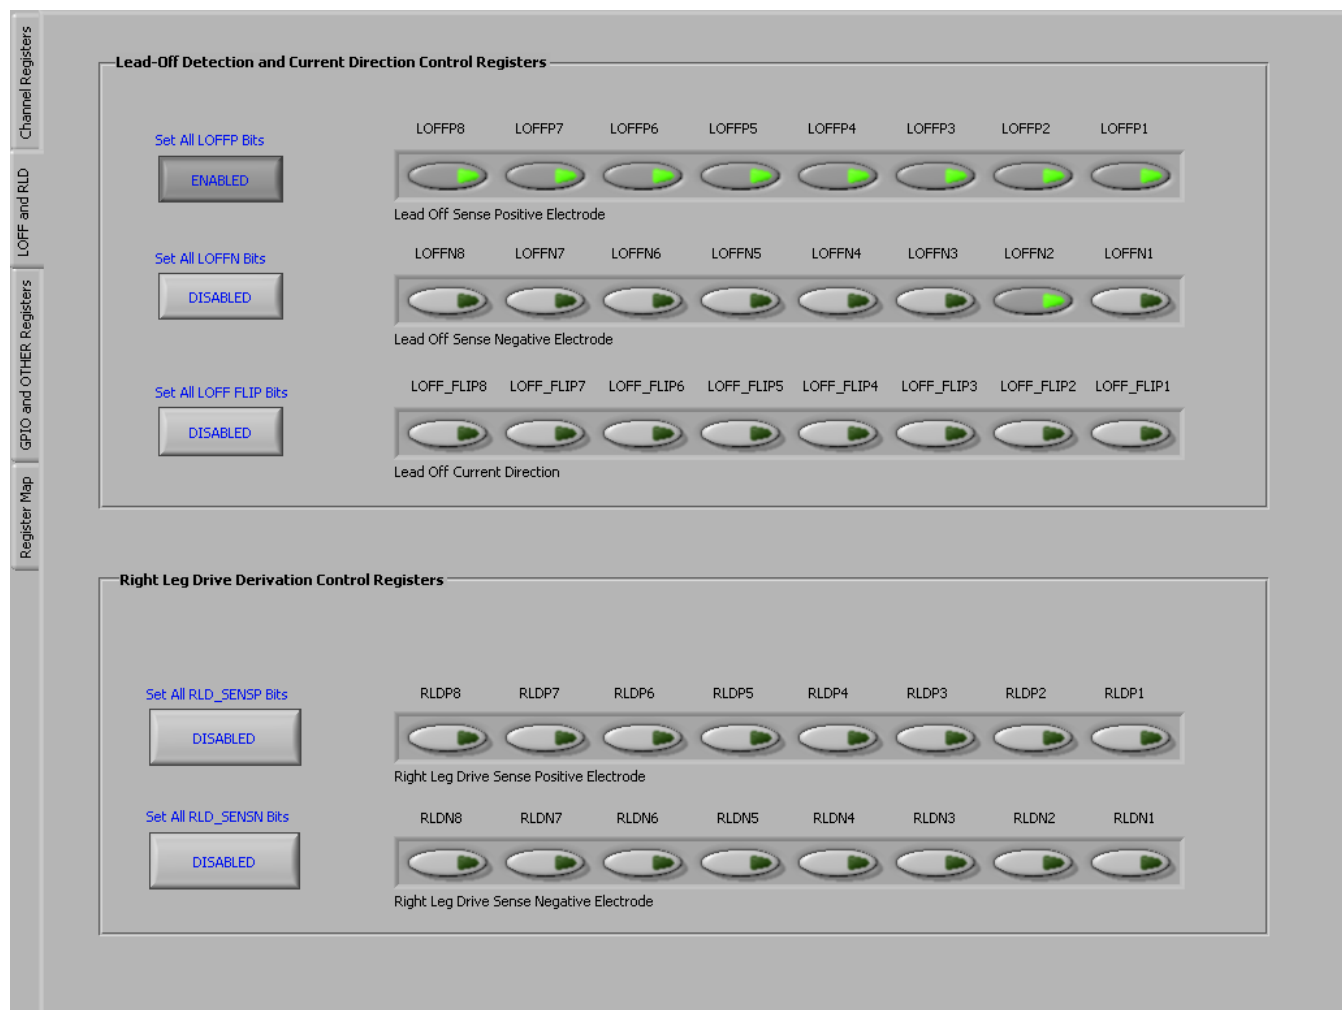 Channel Registers
LOFF and RLD
GPIO and OTHER Registers
Register Map
Lead-Off Detection and Current Direction Control Registers
Set All LOFFP Bits
ENABLED
LOFFP8 LOFFP7 LOFFP6 LOFFP5 LOFFP4 LOFFP3 LOFFP2 LOFFP1
Lead Off Sense Positive Electrode
Set All LOFFN Bits
DISABLED
LOFFN8 LOFFN7 LOFFN6 LOFFN5 LOFFN4 LOFFN3 LOFFN2 LOFFN1
Lead Off Sense Negative Electrode
Set All LOFF FLIP Bits
DISABLED
LOFF_FLIP8 LOFF_FLIP7 LOFF_FLIP6 LOFF_FLIP5 LOFF_FLIP4 LOFF_FLIP3 LOFF_FLIP2 LOFF_FLIP1
Lead Off Current Direction
Right Leg Drive Derivation Control Registers
Set All RLD_SENSP Bits
DISABLED
RLDP8 RLDP7 RLDP6 RLDP5 RLDP4 RLDP3 RLDP2 RLDP1
Right Leg Drive Sense Positive Electrode
Set All RLD_SENSN Bits
DISABLED
RLDN8 RLDN7 RLDN6 RLDN5 RLDN4 RLDN3 RLDN2 RLDN1
Right Leg Drive Sense Negative Electrode